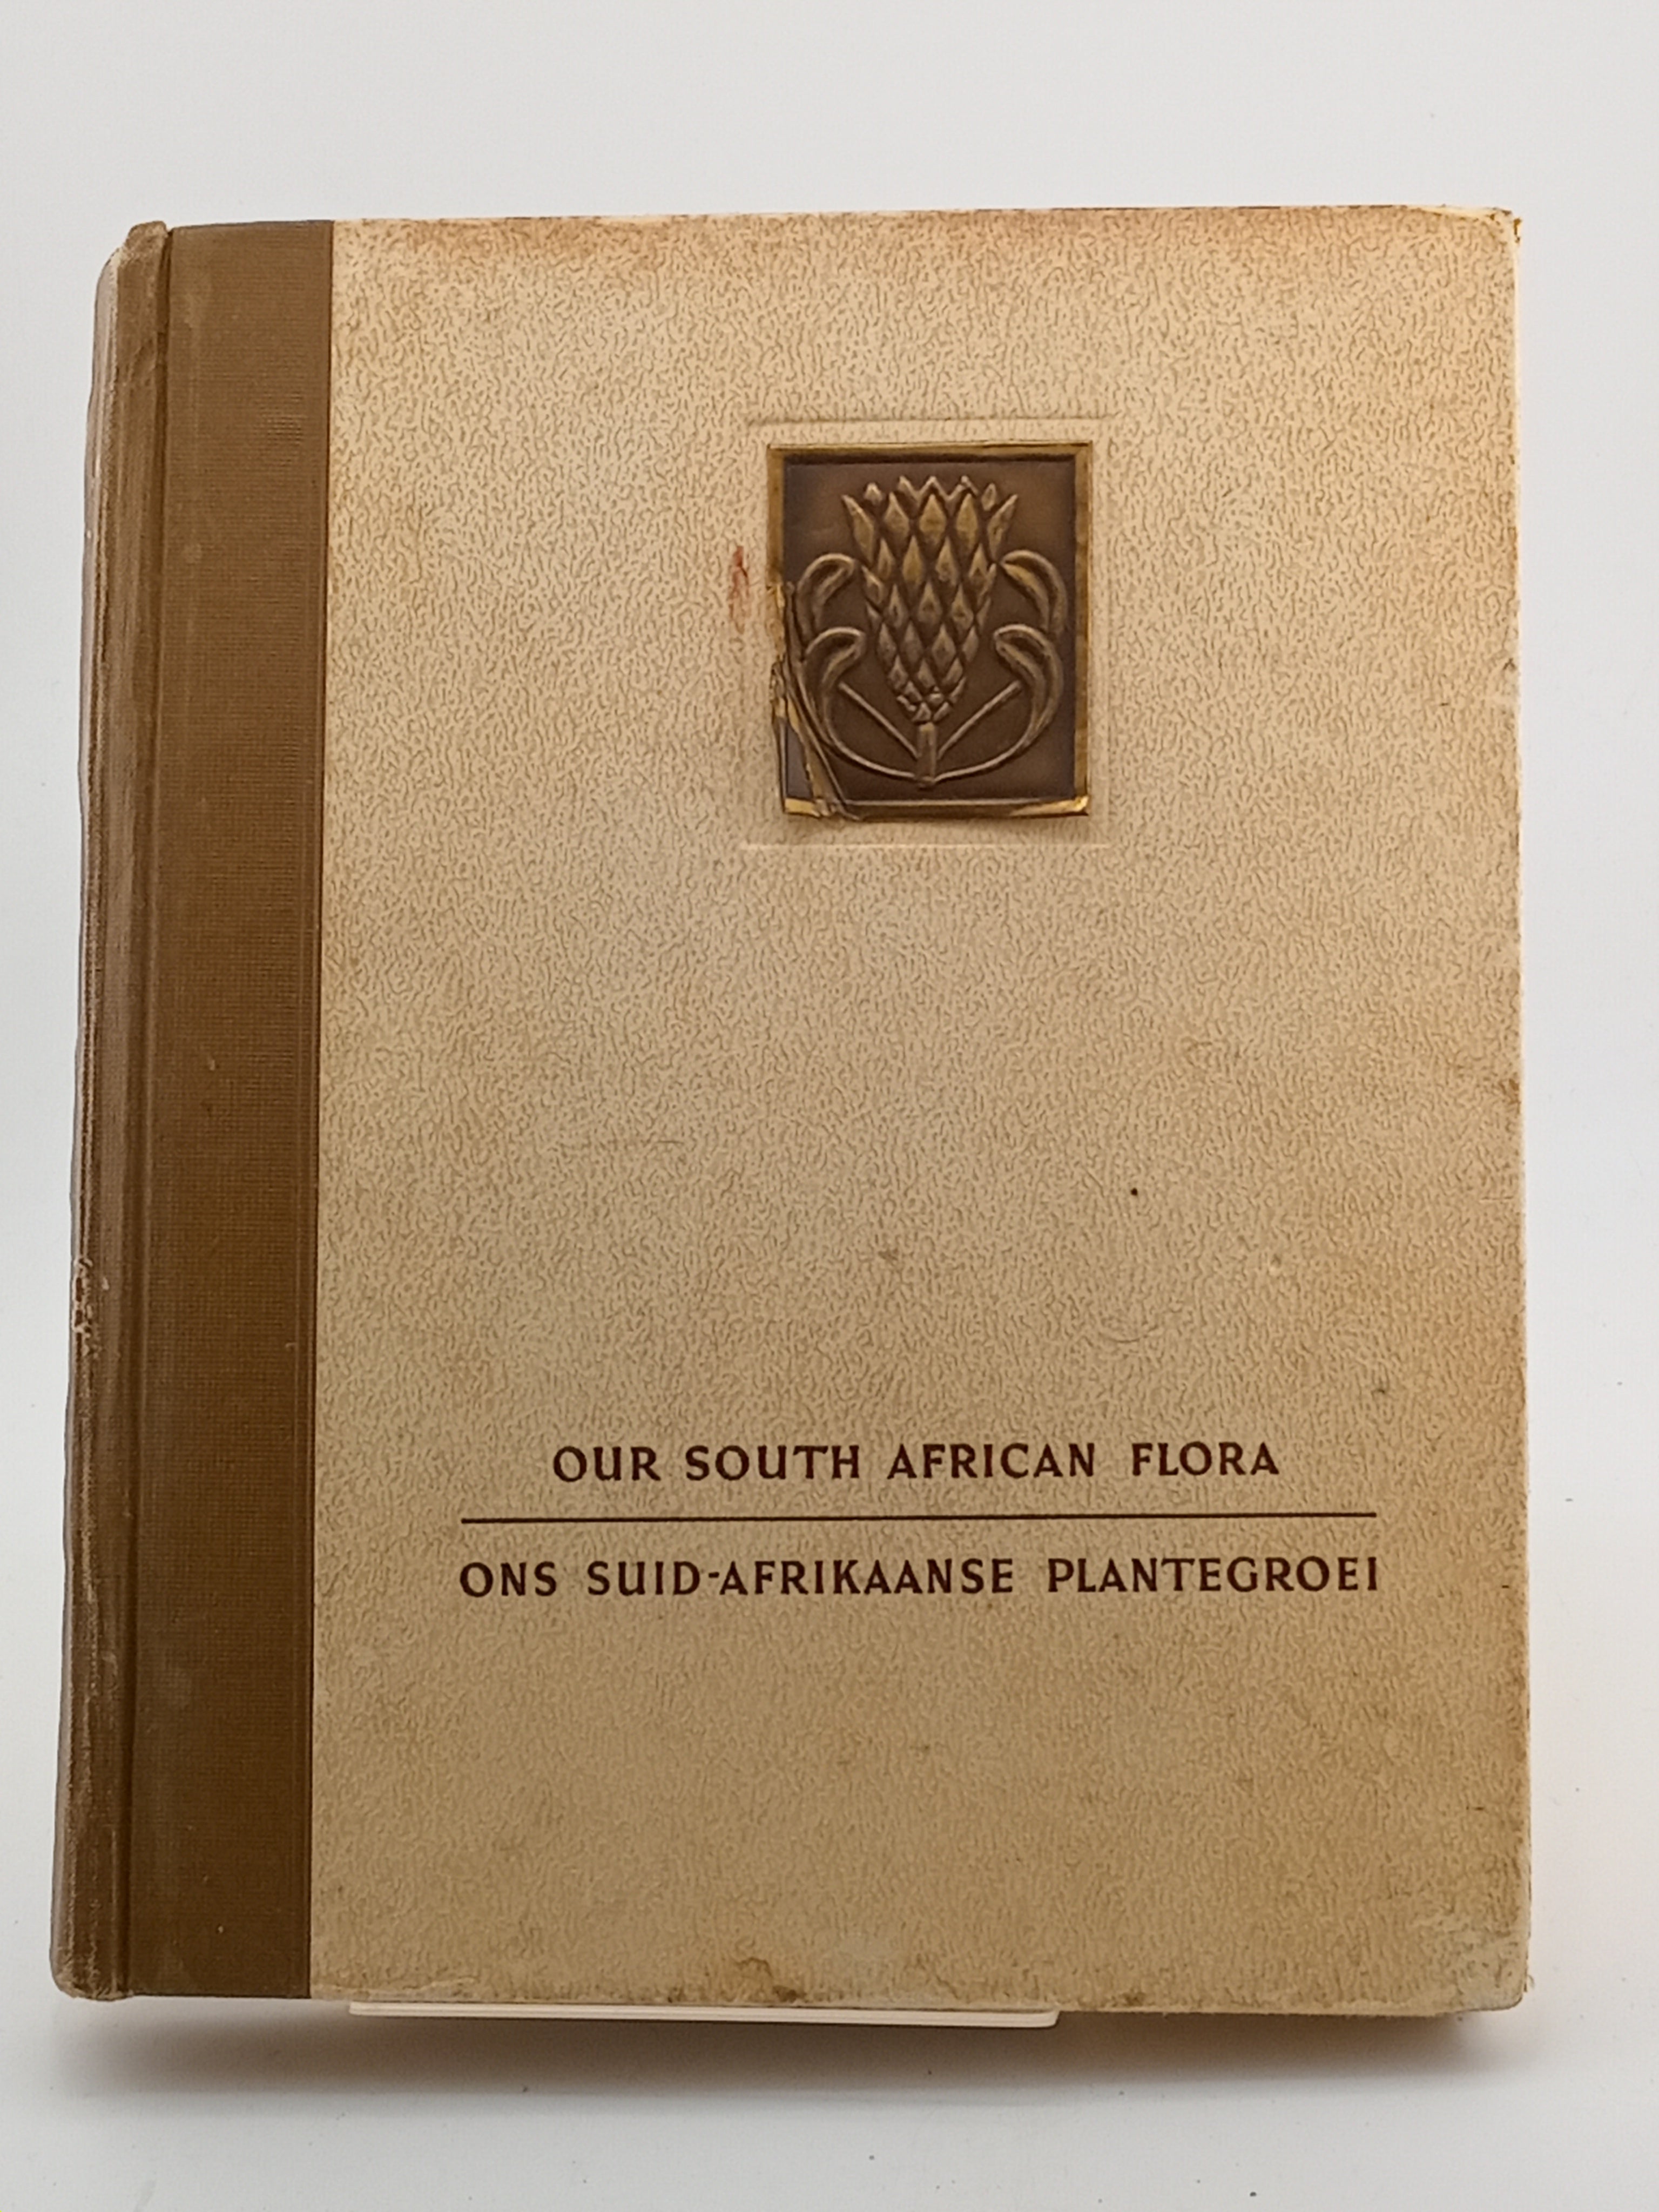 OUR SOUTH AFRICAN FLORA
ONS SUID-AFRIKAANSE PLANTEGROEI